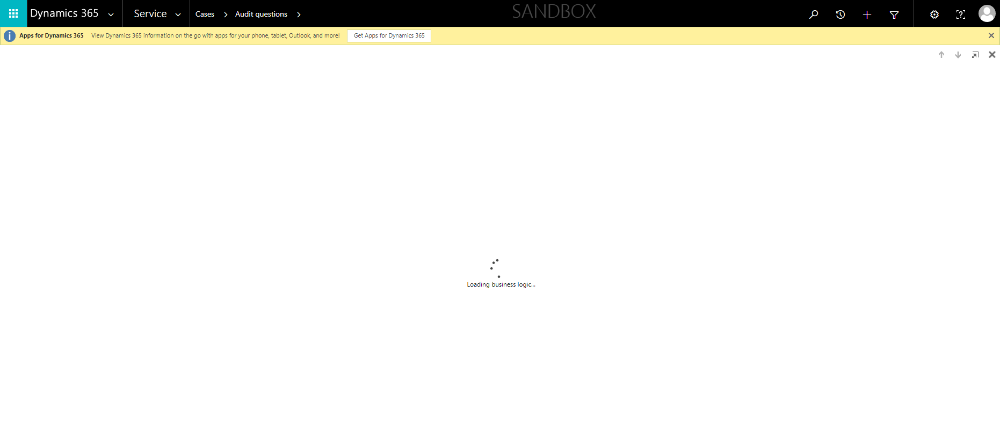 Dynamics 365 Service Cases Audit questions SANDBOX
Apps for Dynamics 365 View Dynamics 365 information on the go with apps for your phone, tablet, Outlook, and more! Get Apps for Dynamics 365
Loading business logic...